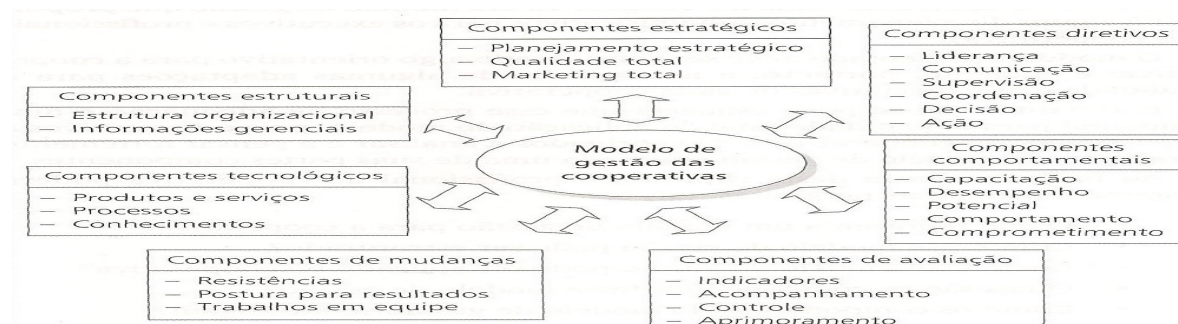 Componentes estratégicos
— Planejamento estratégico
— Qualidade total
— Marketing total
Componentes diretivos
— Liderança
— Comunicação
— Supervisão
— Coordenação
— Decisão
— Ação
Componentes estruturais
— Estrutura organizacional
— Informações gerenciais
Modelo de
gestão das
cooperativas
Componentes tecnológicos
— Produtos e serviços
— Processos
— Conhecimentos
Componentes
comportamentais
— Capacitação
— Desempenho
— Potencial
— Comportamento
— Comprometimento
Componentes de mudanças
— Resistências
— Postura para resultados
— Trabalhos em equipe
Componentes de avaliação
— Indicadores
— Acompanhamento
— Controle
— Aprimoramento